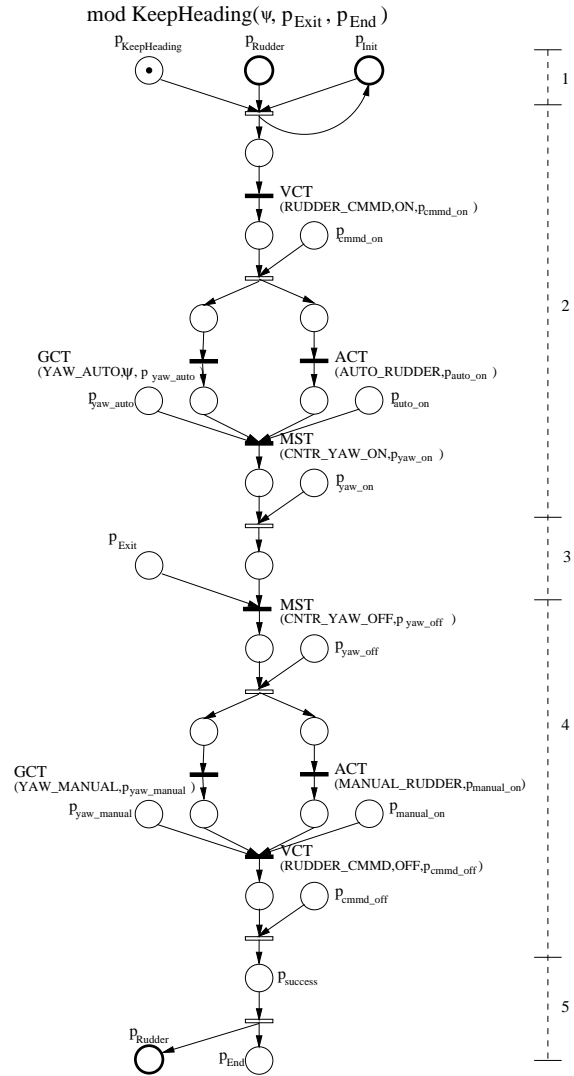 mod KeepHeading(ψ, p_Exit , p_End)
p_KeepHeading p_Rudder p_Init
1
VCT
(RUDDER_CMMD,ON,p_cmmd_on )
p_cmmd_on
2
GCT ACT
(YAW_AUTO,ψ, p_yaw_auto ) (AUTO_RUDDER,p_auto_on )
p_yaw_auto p_auto_on
MST
(CNTR_YAW_ON,p_yaw_on )
p_yaw_on
p_Exit
3
MST
(CNTR_YAW_OFF,p_yaw_off )
p_yaw_off
4
GCT ACT
(YAW_MANUAL,p_yaw_manual ) (MANUAL_RUDDER,p_manual_on )
p_yaw_manual p_manual_on
VCT
(RUDDER_CMMD,OFF,p_cmmd_off )
p_cmmd_off
p_success
5
p_Rudder
p_End